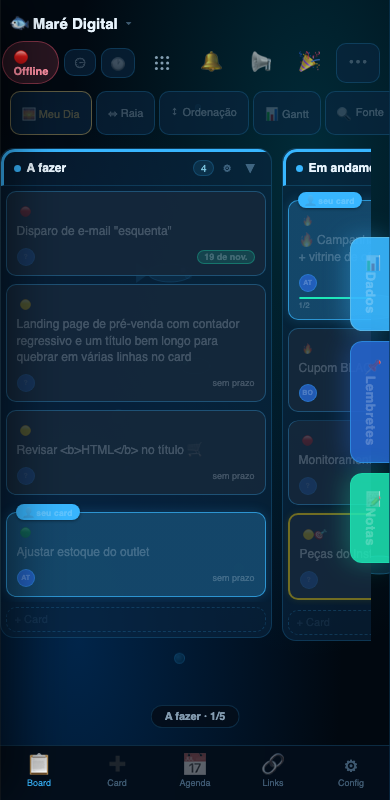 Maré Digital
Offline
Meu Dia
Raia
Ordenação
Gantt
Fonte
A fazer
4
Disparo de e-mail "esquenta"
19 de nov.
Landing page de pré-venda com contador
regressivo e um título bem longo para
quebrar em várias linhas no card
sem prazo
Revisar <b>HTML</b> no título
sem prazo
seu card
Ajustar estoque do outlet
AT
sem prazo
+ Card
Em andam
seu card
Campa
+ vitrine d
AT
1/2
Cupom B
BO
Monitoram
Peças do
+ Card
Dados
Lembretes
Notas
A fazer · 1/5
Board
Card
Agenda
Links
Config